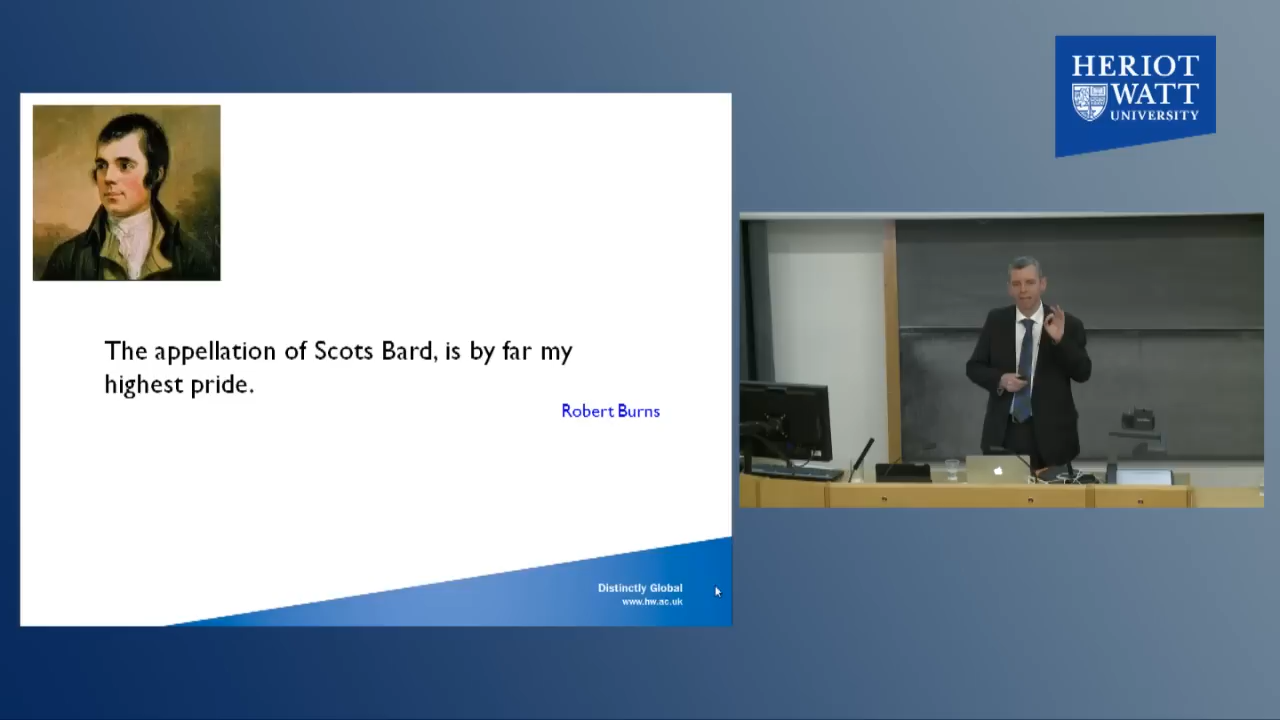 HERIOT
WATT
UNIVERSITY
The appellation of Scots Bard, is by far my
highest pride.
Robert Burns
Distinctly Global
www.hw.ac.uk